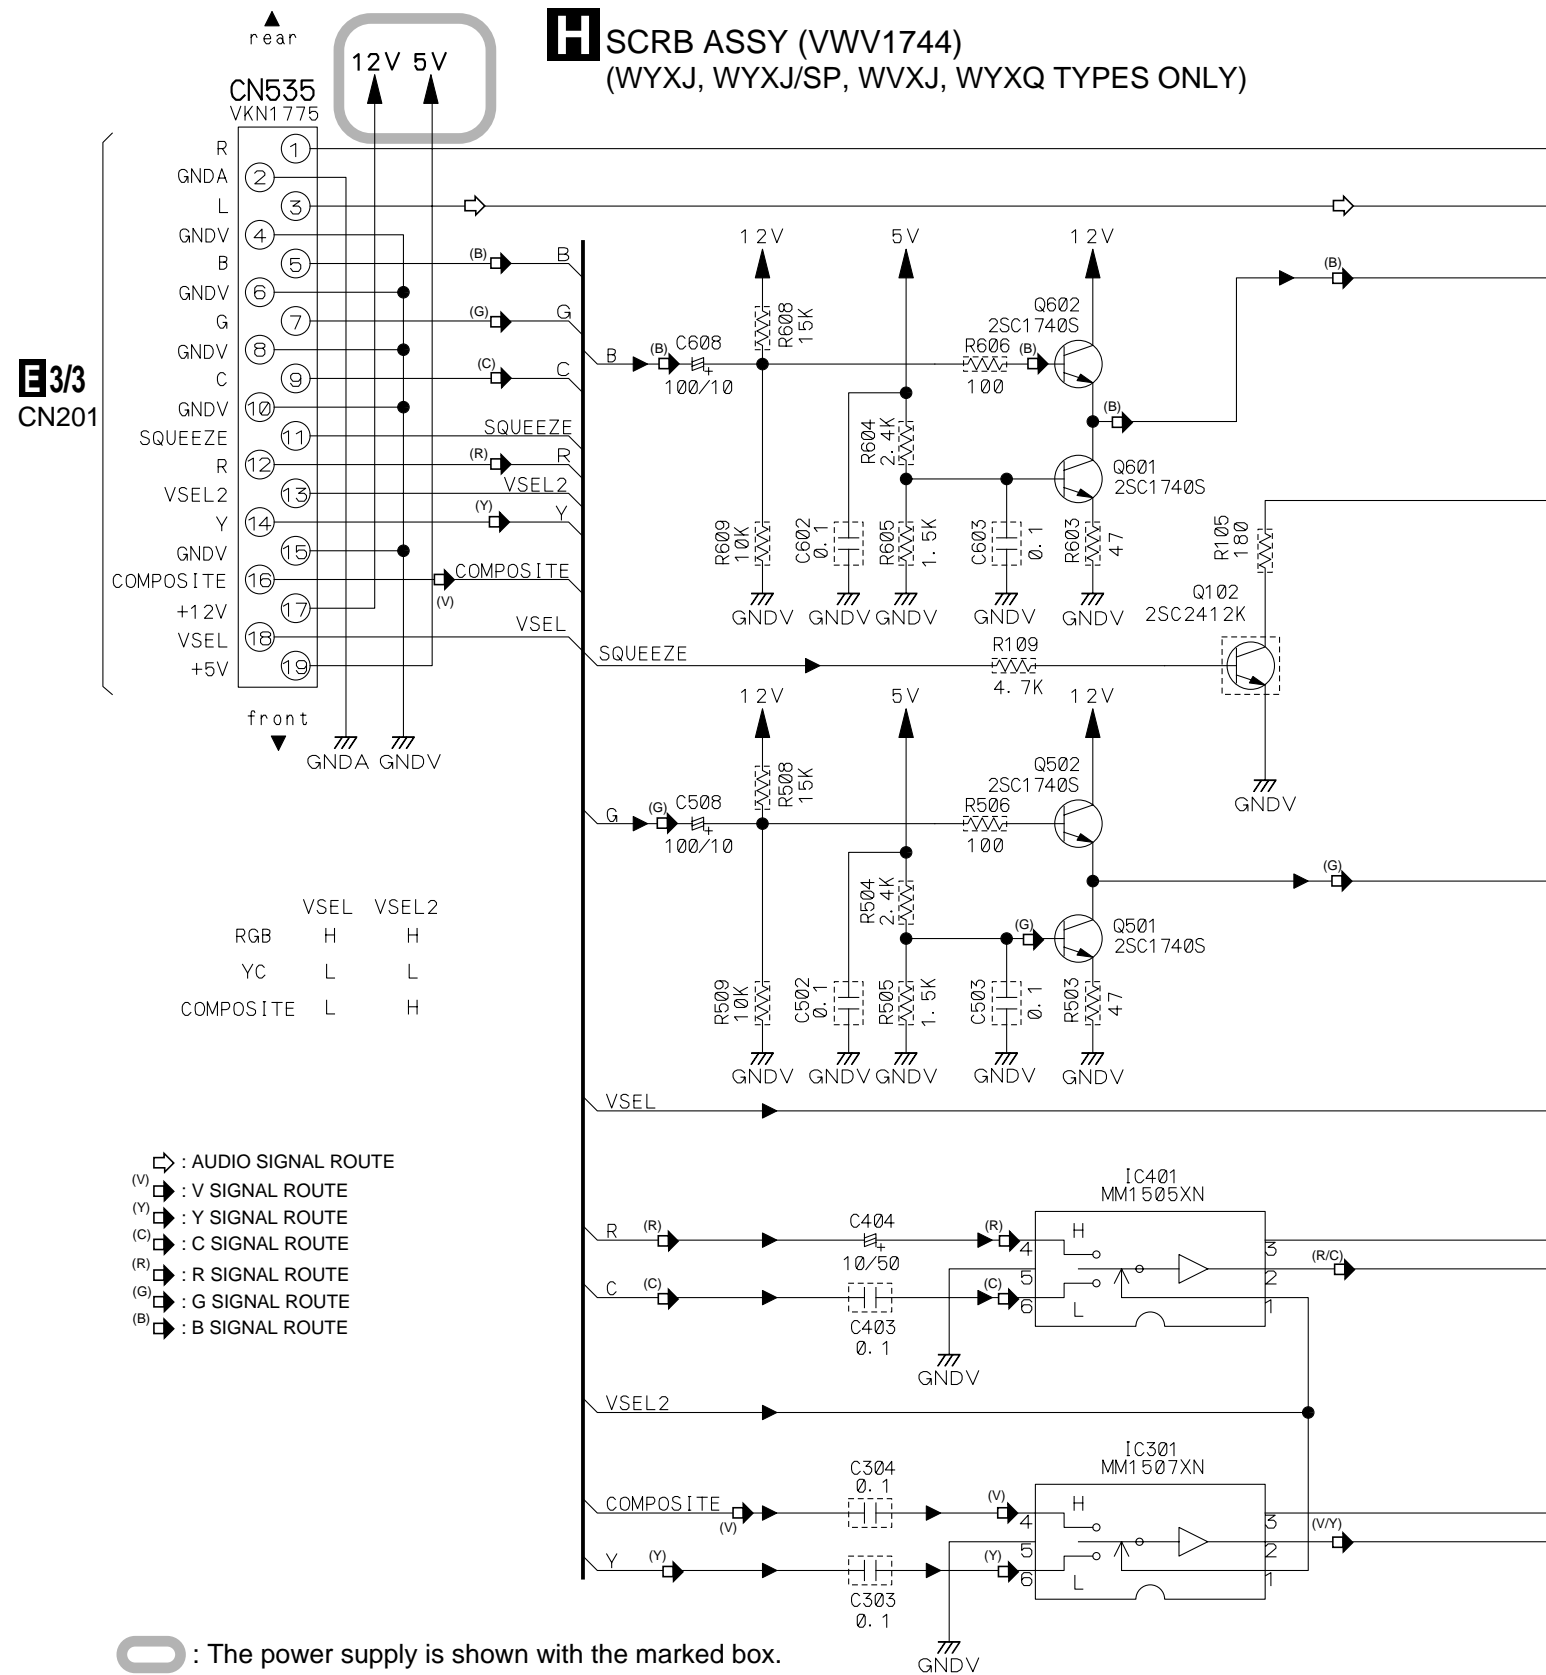 rear
12V 5V
H SCRB ASSY (VWV1744)
(WYXJ, WYXJ/SP, WVXJ, WYXQ TYPES ONLY)
CN535
VKN1775
R 1
GNDA 2
L 3
GNDV 4
B 5
GNDV 6
G 7
GNDV 8
C 9
GNDV 10
SQUEEZE 11
R 12
VSEL2 13
Y 14
GNDV 15
COMPOSITE 16
+12V 17
VSEL 18
+5V 19
front
E 3/3
CN201
GNDA GNDV
(B) B
(G) G
(C) C
SQUEEZE
(R) R
VSEL2
(Y) Y
COMPOSITE
(V)
VSEL
12V 5V 12V
B (B) C608
100/10
R608
15K
R609
10K
C602
0.1
R604
2.4K
R605
1.5K
C603
0.1
R606
100
(B)
Q602
2SC1740S
(B)
(B)
Q601
2SC1740S
R603
47
GNDV GNDV GNDV GNDV GNDV
R105
180
Q102
2SC2412K
GNDV
SQUEEZE
R109
4.7K
12V 5V 12V
G (G) C508
100/10
R508
15K
R509
10K
C502
0.1
R504
2.4K
R505
1.5K
C503
0.1
R506
100
Q502
2SC1740S
(G)
(G)
Q501
2SC1740S
R503
47
GNDV GNDV GNDV GNDV GNDV
VSEL VSEL2
RGB H H
YC L L
COMPOSITE L H
VSEL
: AUDIO SIGNAL ROUTE
(V) : V SIGNAL ROUTE
(Y) : Y SIGNAL ROUTE
(C) : C SIGNAL ROUTE
(R) : R SIGNAL ROUTE
(G) : G SIGNAL ROUTE
(B) : B SIGNAL ROUTE
IC401
MM1505XN
R (R) C404
10/50
(R)
C (C) C403
0.1
(C)
4 5 6
H
L
3 2 1
(R/C)
GNDV
VSEL2
IC301
MM1507XN
COMPOSITE
(V)
C304
0.1
(V)
Y (Y) C303
0.1
(Y)
4 5 6
H
L
3 2 1
(V/Y)
GNDV
: The power supply is shown with the marked box.